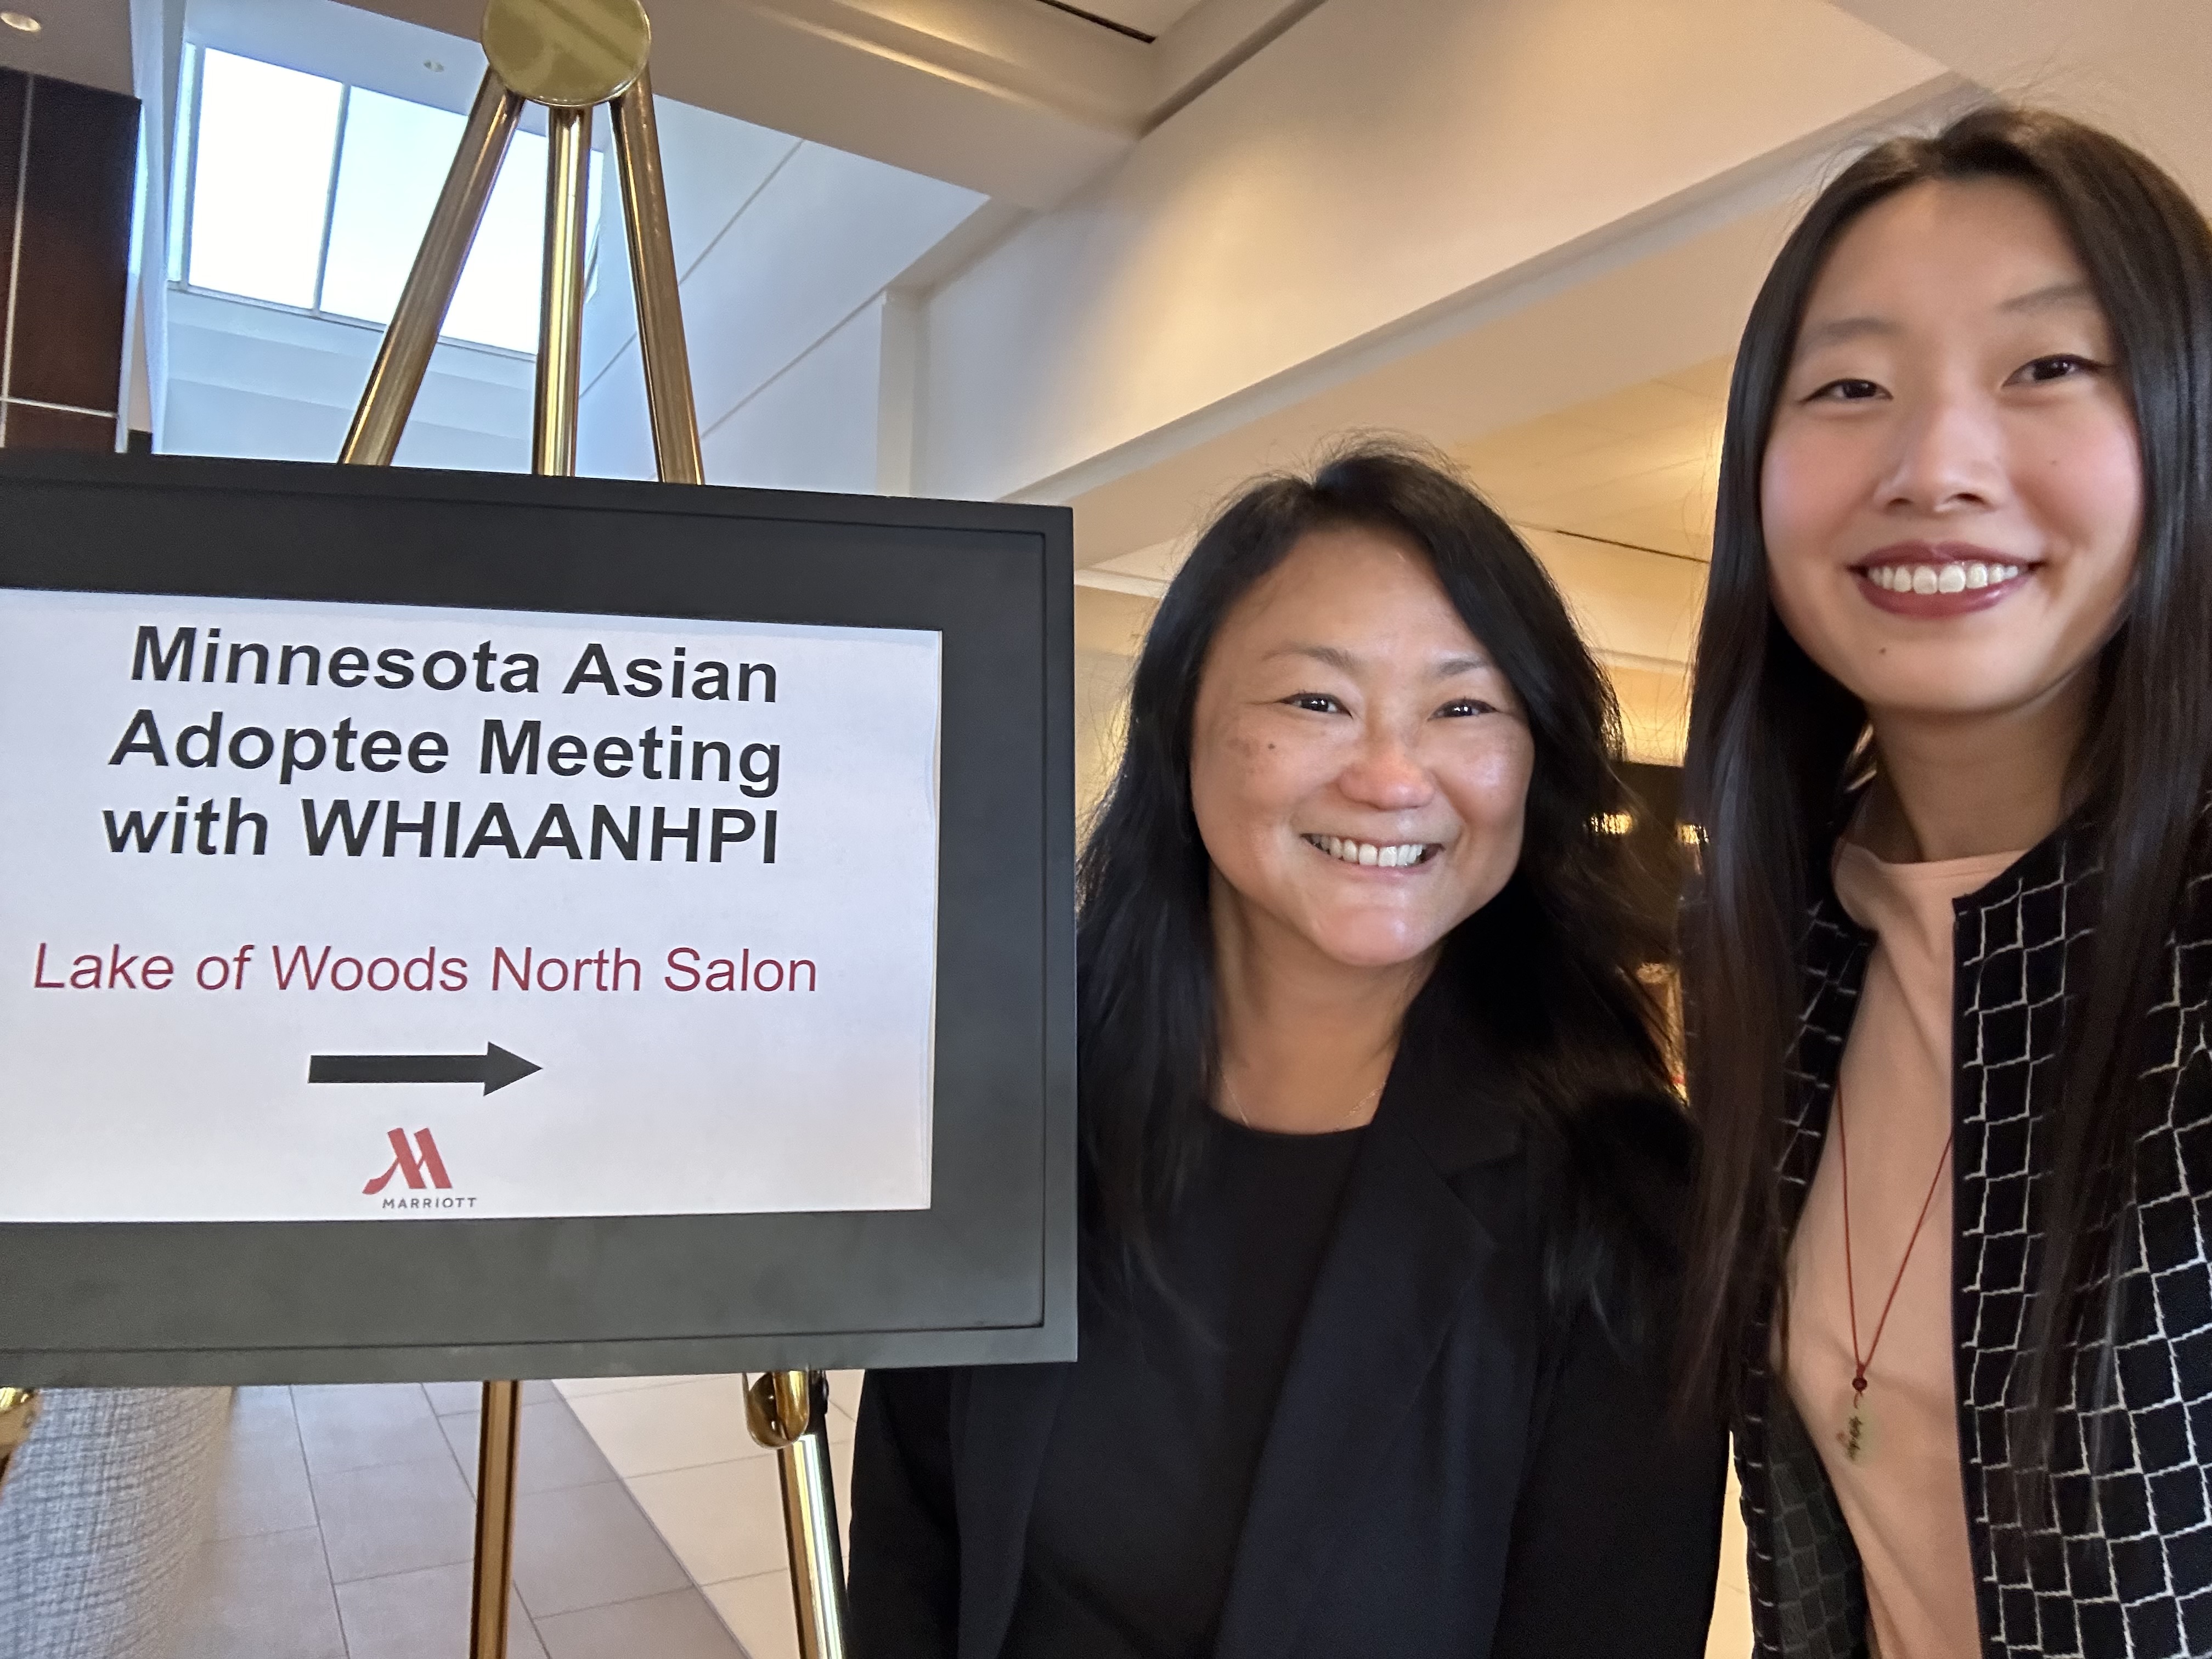 Minnesota Asian
Adoptee Meeting
with WHIAANHPI
Lake of Woods North Salon
MARRIOTT